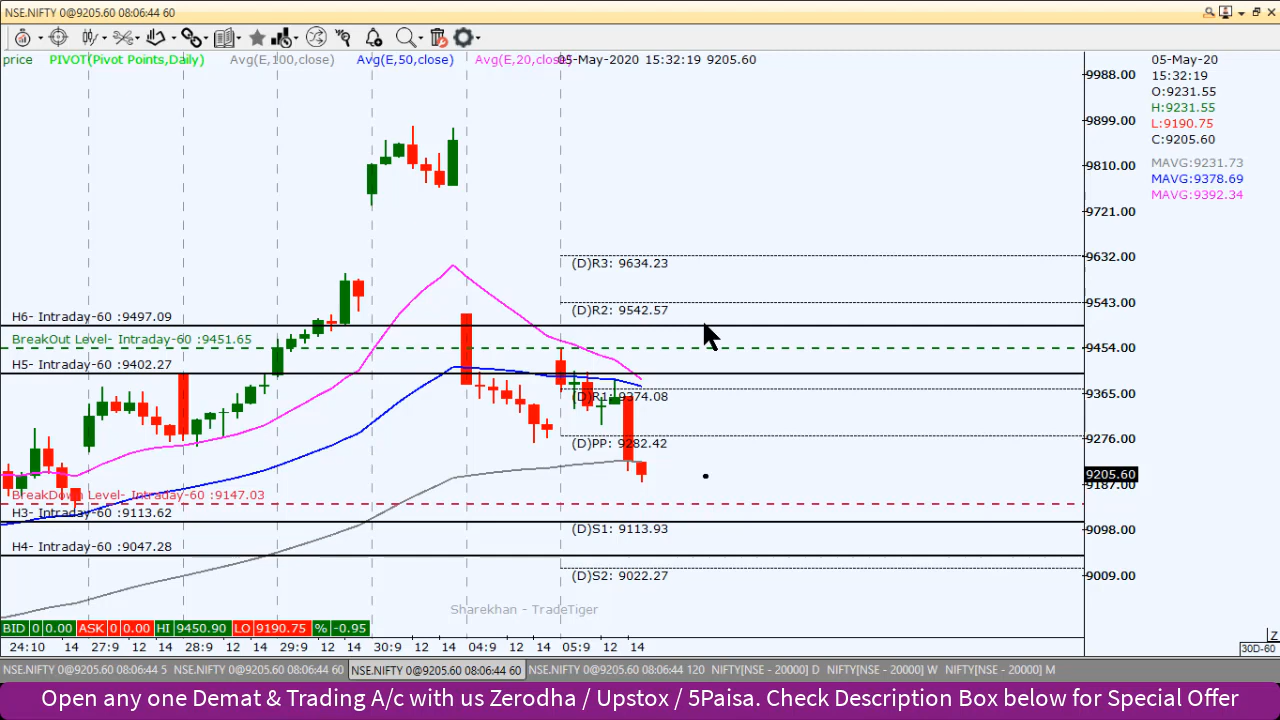 NSE.NIFTY 0@9205.60 08:06:44 60
price PIVOT(Pivot Points,Daily) Avg(E,100,close) Avg(E,50,close) Avg(E,20,close) 05-May-2020 15:32:19 9205.60
05-May-20
15:32:19
O:9231.55
H:9231.55
L:9190.75
C:9205.60
MAVG:9231.73
MAVG:9378.69
MAVG:9392.34
9988.00
9899.00
9810.00
9721.00
9632.00
9543.00
9454.00
9365.00
9276.00
9205.60
9187.00
9098.00
9009.00
(D)R3: 9634.23
(D)R2: 9542.57
H6- Intraday-60 :9497.09
BreakOut Level- Intraday-60 :9451.65
H5- Intraday-60 :9402.27
(D)R1: 9374.08
(D)PP: 9282.42
BreakDown Level- Intraday-60 :9147.03
H3- Intraday-60 :9113.62
(D)S1: 9113.93
H4- Intraday-60 :9047.28
(D)S2: 9022.27
Sharekhan - TradeTiger
BID 0 0.00 ASK 0 0.00 HI 9450.90 LO 9190.75 % -0.95
24:10 14 27:9 12 14 28:9 12 14 29:9 12 14 30:9 12 14 04:9 12 14 05:9 12 14
Z
30D-60
NSE.NIFTY 0@9205.60 08:06:44 5 NSE.NIFTY 0@9205.60 08:06:44 60 NSE.NIFTY 0@9205.60 08:06:44 60 NSE.NIFTY 0@9205.60 08:06:44 120 NIFTY[NSE - 20000] D NIFTY[NSE - 20000] W NIFTY[NSE - 20000] M
Open any one Demat & Trading A/c with us Zerodha / Upstox / 5Paisa. Check Description Box below for Special Offer